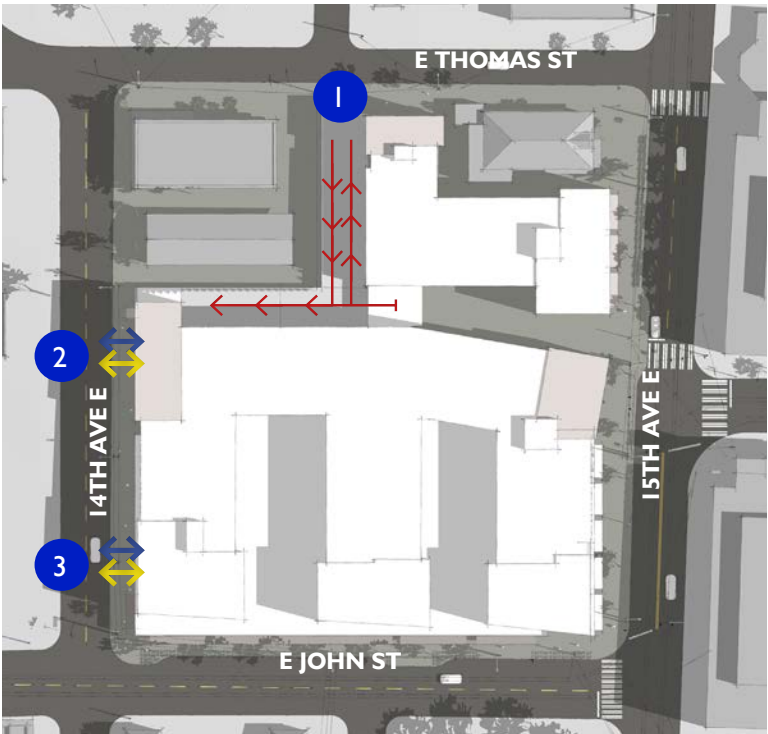 E THOMAS ST
1
2
14TH AVE E
15TH AVE E
3
E JOHN ST